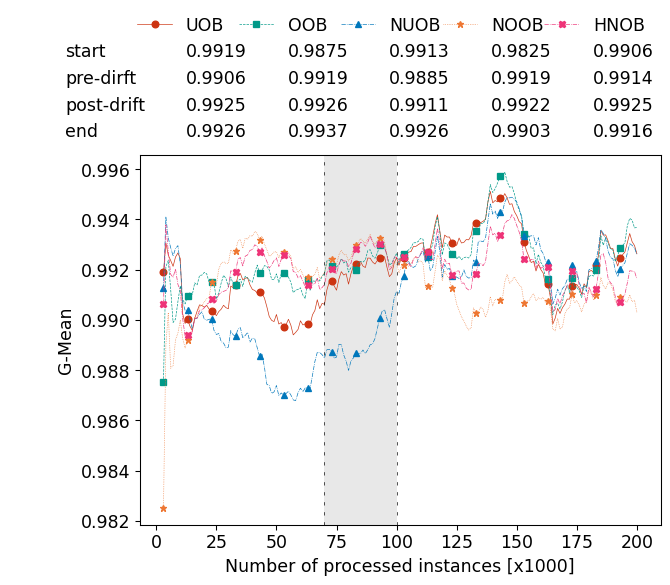 UOB OOB NUOB NOOB HNOB
start 0.9919 0.9875 0.9913 0.9825 0.9906
pre-dirft 0.9906 0.9919 0.9885 0.9919 0.9914
post-drift 0.9925 0.9926 0.9911 0.9922 0.9925
end 0.9926 0.9937 0.9926 0.9903 0.9916
0.996
0.994
0.992
0.990
0.988
0.986
0.984
0.982
G-Mean
0 25 50 75 100 125 150 175 200
Number of processed instances [x1000]